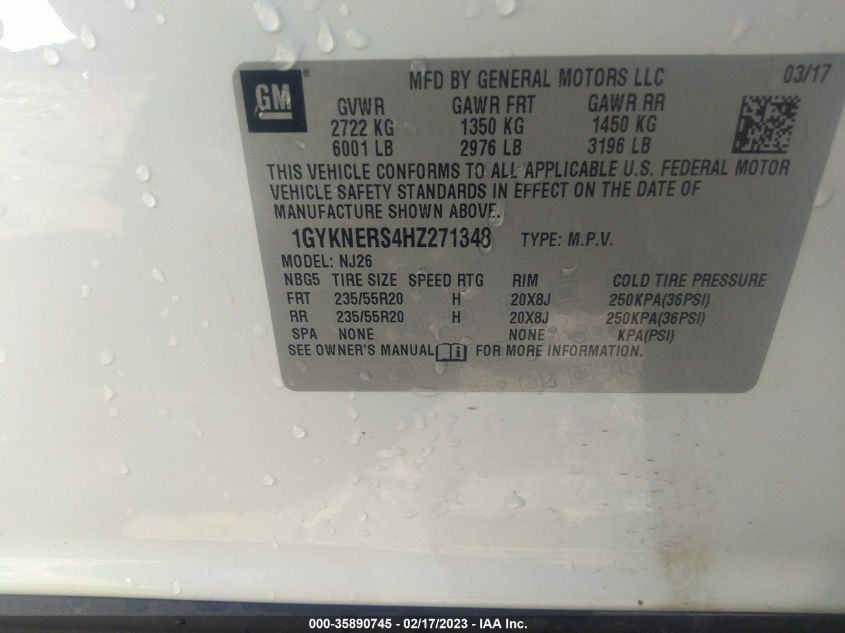 GM ® MFD BY GENERAL MOTORS LLC 03/17
GVWR GAWR FRT GAWR RR
2722 KG 1350 KG 1450 KG
6001 LB 2976 LB 3196 LB
THIS VEHICLE CONFORMS TO ALL APPLICABLE U.S. FEDERAL MOTOR
VEHICLE SAFETY STANDARDS IN EFFECT ON THE DATE OF
MANUFACTURE SHOWN ABOVE.
1GYKNERS4HZ271348 TYPE: M.P.V.
MODEL: NJ26
NBG5 TIRE SIZE SPEED RTG RIM COLD TIRE PRESSURE
FRT 235/55R20 H 20X8J 250KPA(36PSI)
RR 235/55R20 H 20X8J 250KPA(36PSI)
SPA NONE NONE KPA(PSI)
SEE OWNER'S MANUAL FOR MORE INFORMATION.
000-35890745 - 02/17/2023 - IAA Inc.